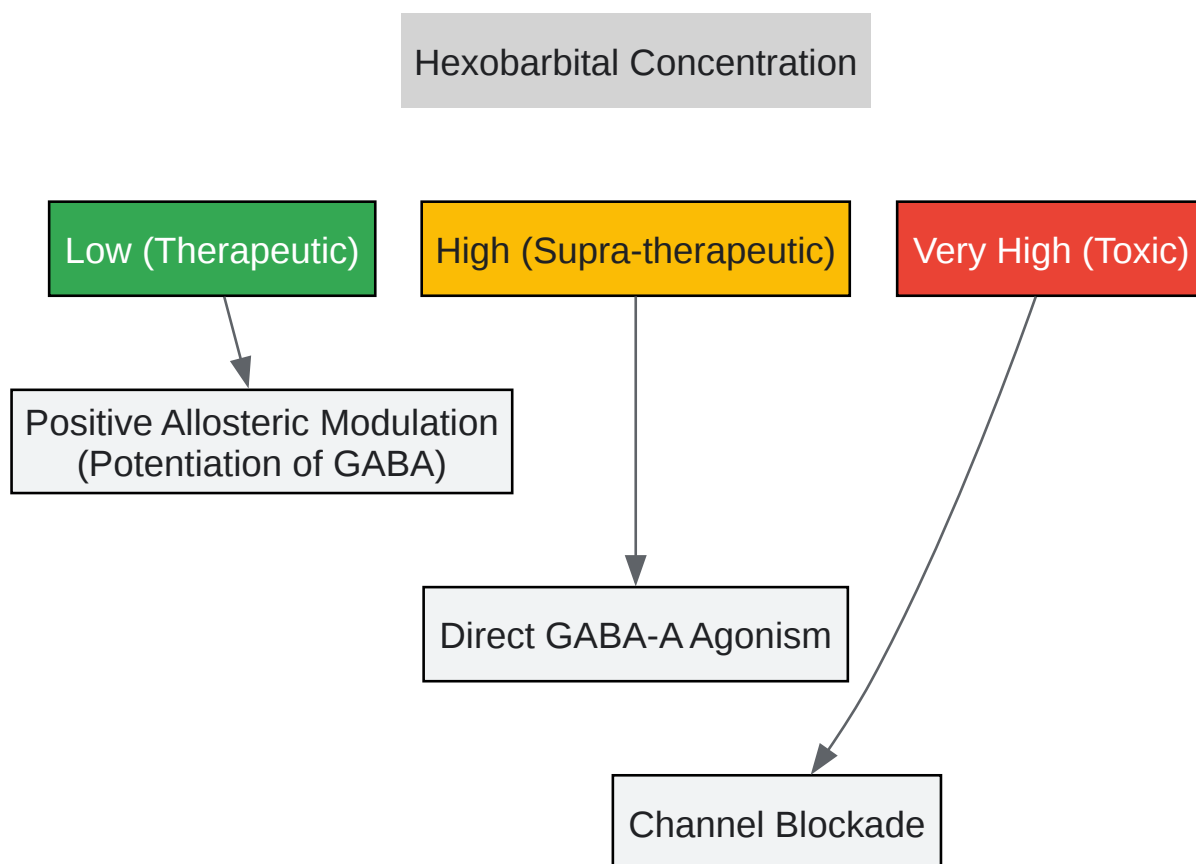 Hexobarbital Concentration
Low (Therapeutic)
High (Supra-therapeutic)
Very High (Toxic)
Positive Allosteric Modulation
(Potentiation of GABA)
Direct GABA-A Agonism
Channel Blockade